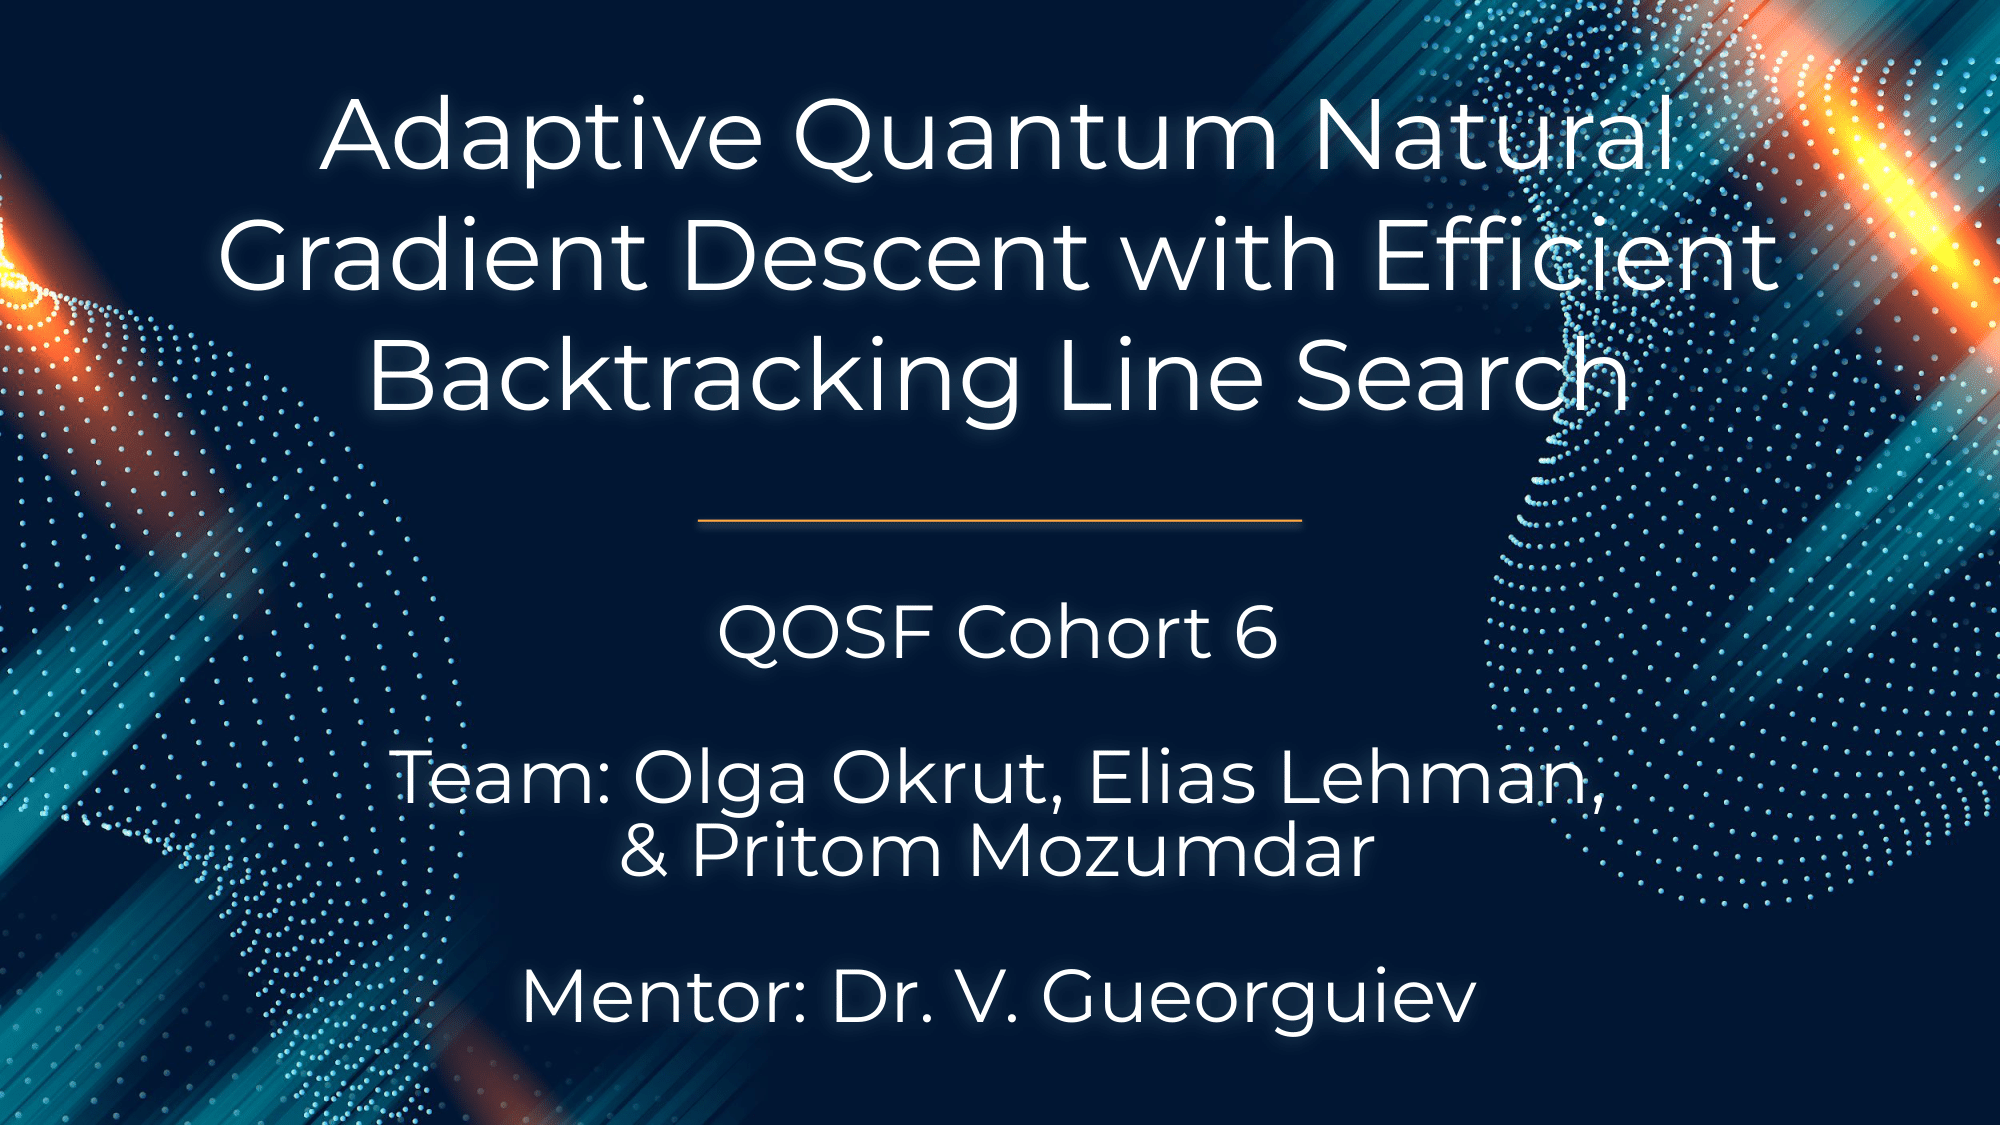 Adaptive Quantum Natural
Gradient Descent with Efficient
Backtracking Line Search
QOSF Cohort 6
Team: Olga Okrut, Elias Lehman,
& Pritom Mozumdar
Mentor: Dr. V. Gueorguiev